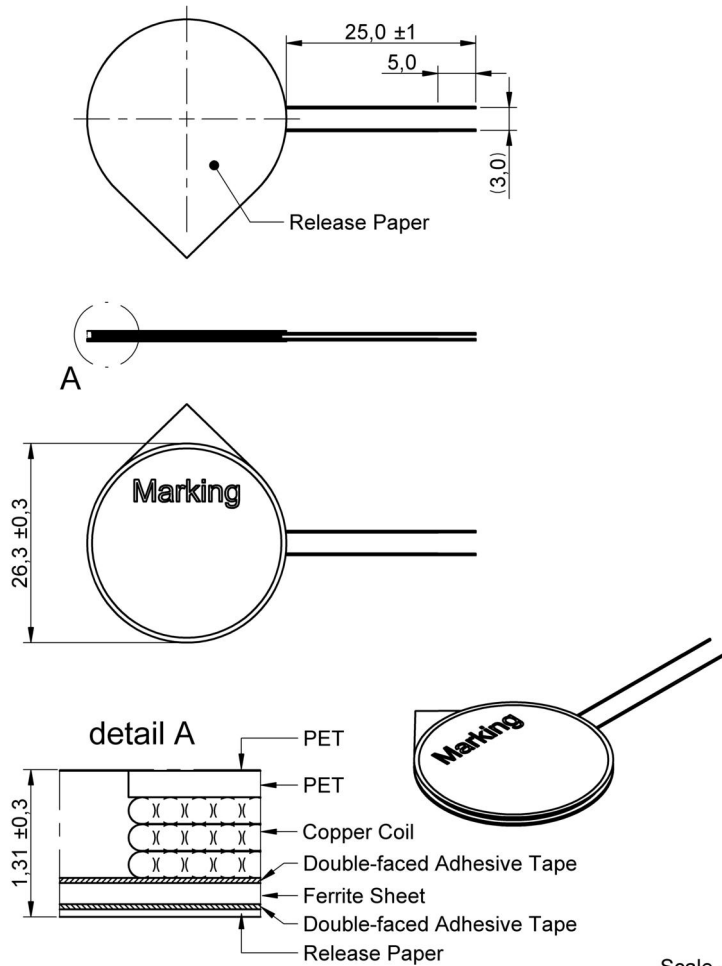 25,0 ±1
5,0
(3,0)
Release Paper
A
Marking
26,3 ±0,3
Marking
detail A
PET
PET
1,31 ±0,3
Copper Coil
Double-faced Adhesive Tape
Ferrite Sheet
Double-faced Adhesive Tape
Release Paper